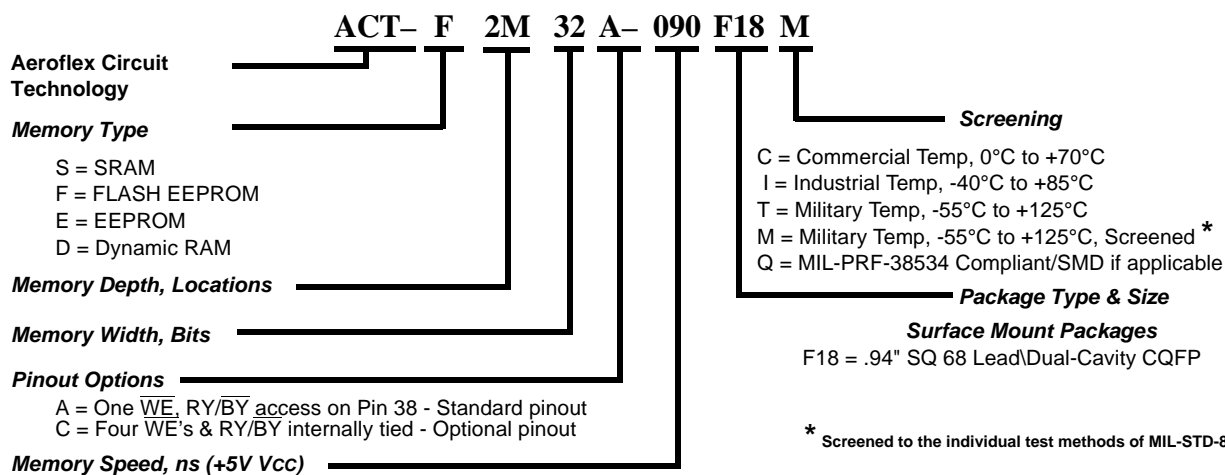 ACT– F 2M 32 A– 090 F18 M
Aeroflex Circuit
Technology
Memory Type
S = SRAM
F = FLASH EEPROM
E = EEPROM
D = Dynamic RAM
Memory Depth, Locations
Memory Width, Bits
Pinout Options
A = One W̅E̅, RY/B̅Y̅ access on Pin 38 - Standard pinout
C = Four W̅E̅'s & RY/B̅Y̅ internally tied - Optional pinout
Memory Speed, ns (+5V VCC)
Screening
C = Commercial Temp, 0°C to +70°C
I = Industrial Temp, -40°C to +85°C
T = Military Temp, -55°C to +125°C
M = Military Temp, -55°C to +125°C, Screened *
Q = MIL-PRF-38534 Compliant/SMD if applicable
Package Type & Size
Surface Mount Packages
F18 = .94" SQ 68 Lead\Dual-Cavity CQFP
* Screened to the individual test methods of MIL-STD-8